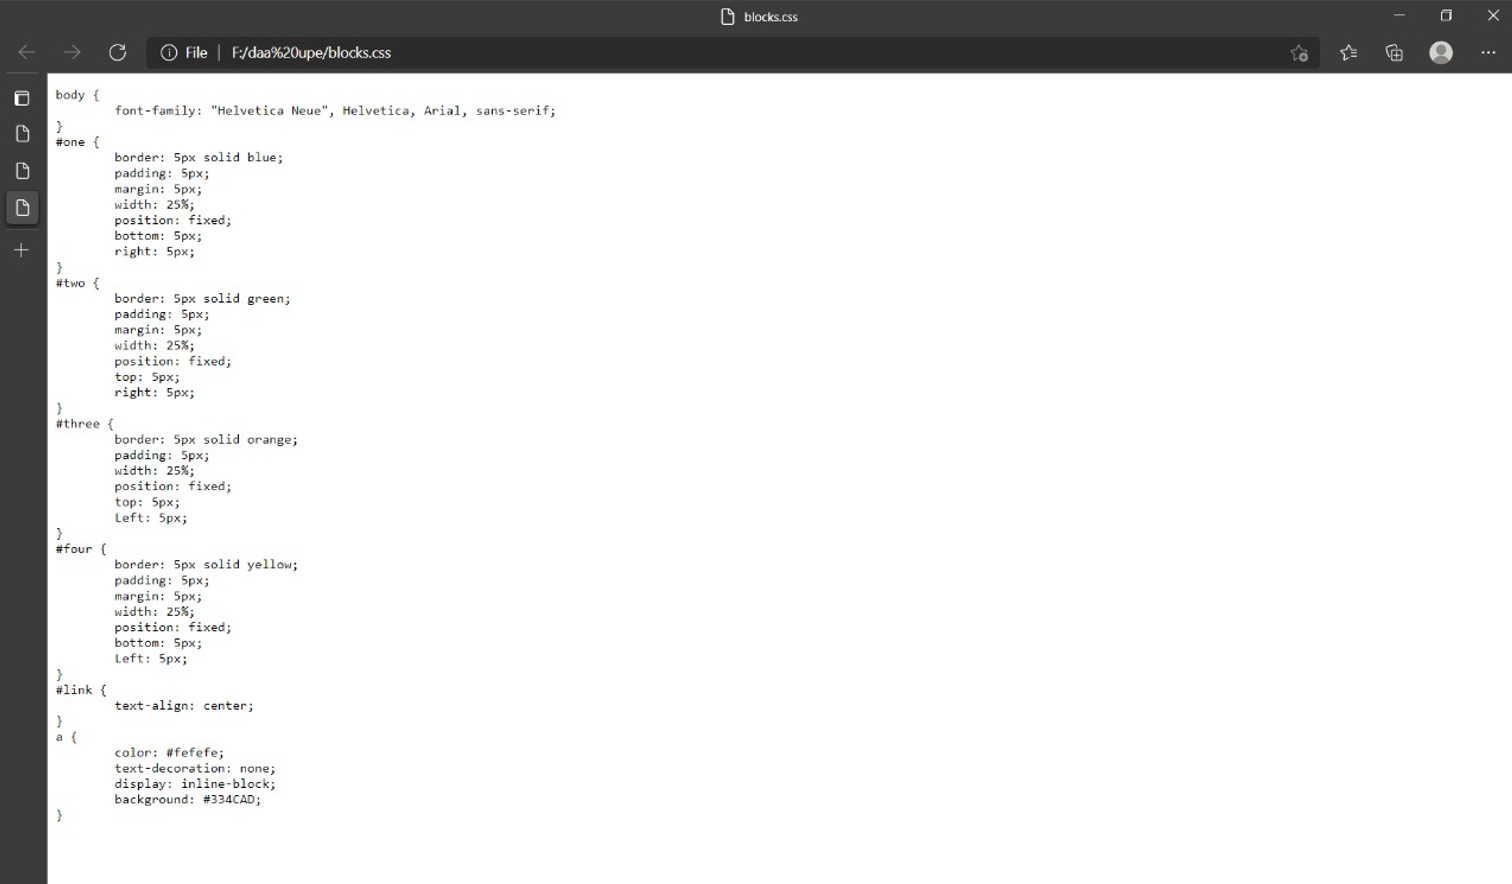 blocks.css
File | F:/daa%20upe/blocks.css
body {
font-family: "Helvetica Neue", Helvetica, Arial, sans-serif;
}
#one {
border: 5px solid blue;
padding: 5px;
margin: 5px;
width: 25%;
position: fixed;
bottom: 5px;
right: 5px;
}
#two {
border: 5px solid green;
padding: 5px;
margin: 5px;
width: 25%;
position: fixed;
top: 5px;
right: 5px;
}
#three {
border: 5px solid orange;
padding: 5px;
width: 25%;
position: fixed;
top: 5px;
Left: 5px;
}
#four {
border: 5px solid yellow;
padding: 5px;
margin: 5px;
width: 25%;
position: fixed;
bottom: 5px;
Left: 5px;
}
#link {
text-align: center;
}
a {
color: #fefefe;
text-decoration: none;
display: inline-block;
background: #334CAD;
}